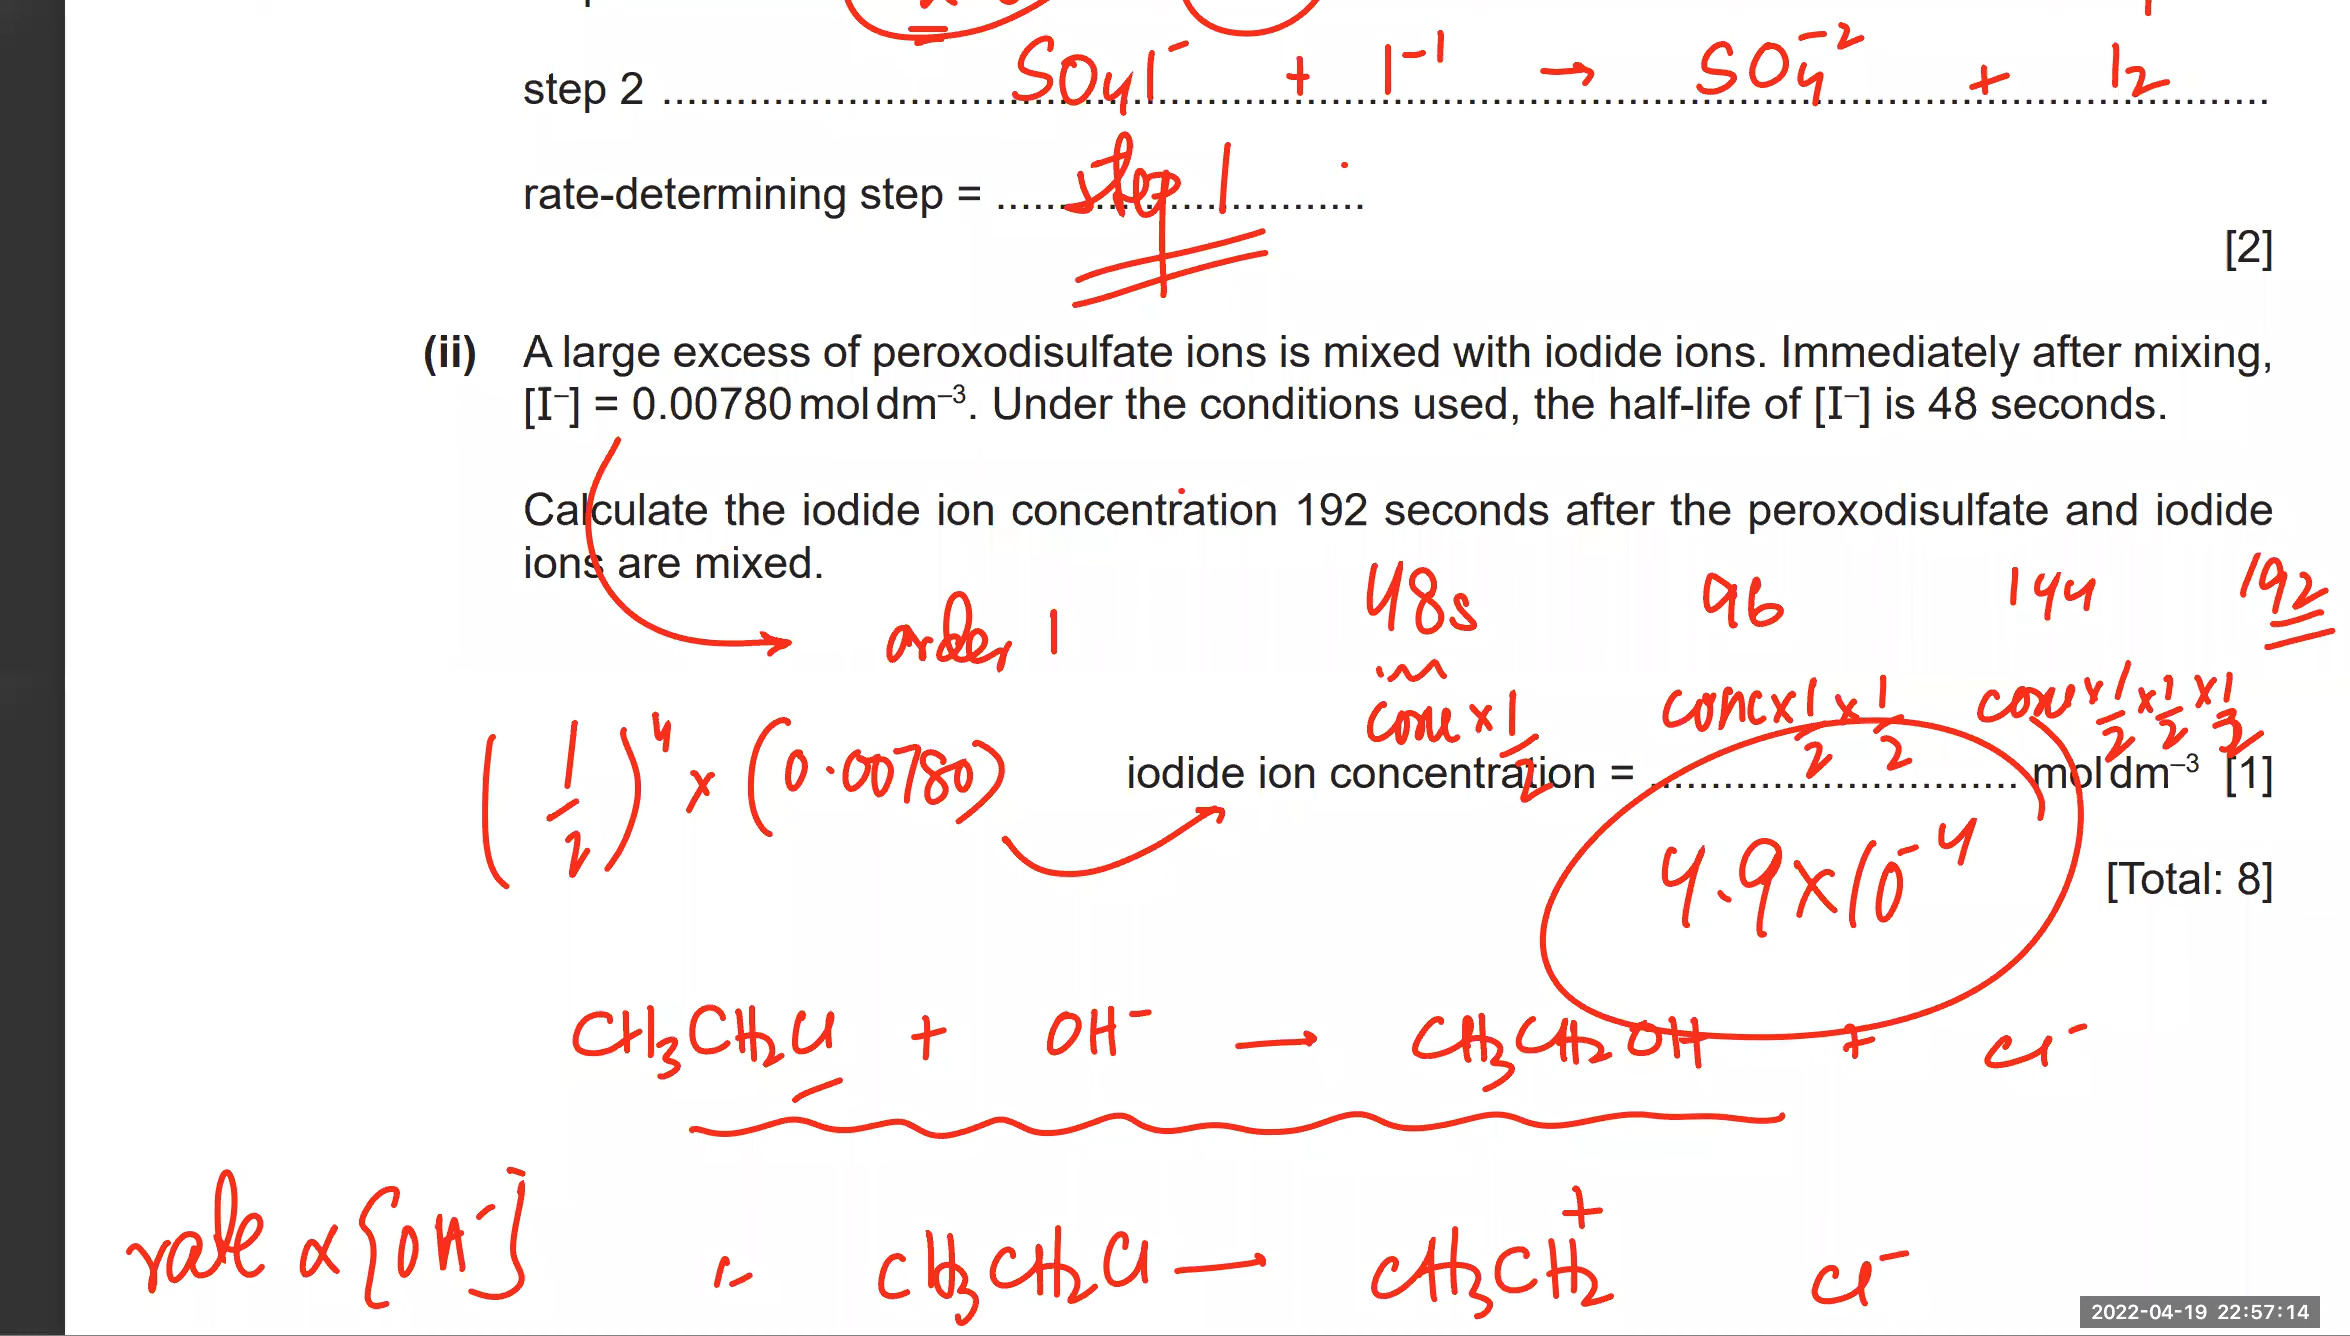 SO₄I⁻ + I⁻¹ → SO₄⁻² + I₂
step 2 ........................................
step 1
rate-determining step = ..............................
[2]
(ii) A large excess of peroxodisulfate ions is mixed with iodide ions. Immediately after mixing,
[I⁻] = 0.00780 mol dm⁻³. Under the conditions used, the half-life of [I⁻] is 48 seconds.
Calculate the iodide ion concentration 192 seconds after the peroxodisulfate and iodide
ions are mixed.
order 1 48s 96 144 192
conc × 1/2 conc × 1/2 × 1/2 conc × 1/2 × 1/2 × 1/2
(1/2)⁴ × (0.00780)
iodide ion concentration = .............................. mol dm⁻³ [1]
4.9 × 10⁻⁴
[Total: 8]
CH₃CH₂Cl + OH⁻ — CH₃CH₂OH + Cl⁻
rate ∝ [OH⁻] 1- CH₃CH₂Cl — CH₃CH₂⁺ Cl⁻
2022-04-19 22:57:14